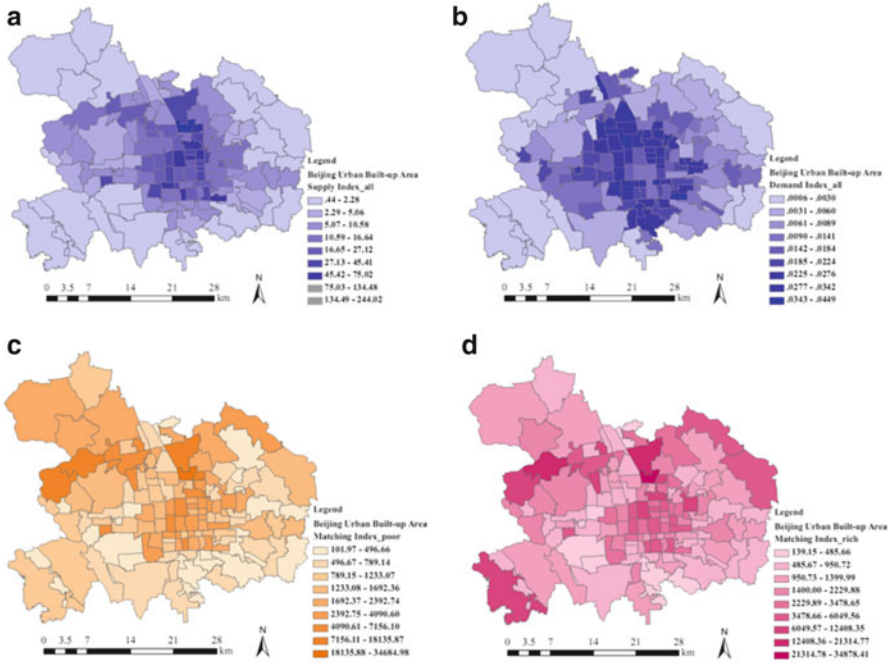 a
Legend
Beijing Urban Built-up Area
Supply Index_all
.44 - 2.28
2.29 - 5.06
5.07 - 10.58
10.59 - 16.64
16.65 - 27.12
27.13 - 45.41
45.42 - 75.02
75.03 - 134.48
134.49 - 244.02
N
0 3.5 7 14 21 28
km
b
Legend
Beijing Urban Built-up Area
Demand Index_all
.0006 - .0030
.0031 - .0060
.0061 - .0089
.0090 - .0141
.0142 - .0184
.0185 - .0224
.0225 - .0276
.0277 - .0342
.0343 - .0449
N
0 3.5 7 14 21 28
km
c
Legend
Beijing Urban Built-up Area
Matching Index_poor
101.97 - 496.66
496.67 - 789.14
789.15 - 1233.07
1233.08 - 1692.36
1692.37 - 2392.74
2392.75 - 4090.60
4090.61 - 7156.10
7156.11 - 18135.87
18135.88 - 34684.98
N
0 3.5 7 14 21 28
km
d
Legend
Beijing Urban Built-up Area
Matching Index_rich
139.15 - 485.66
485.67 - 950.72
950.73 - 1399.99
1400.00 - 2229.88
2229.89 - 3478.65
3478.66 - 6049.56
6049.57 - 12408.35
12408.36 - 21314.77
21314.78 - 34878.41
N
0 3.5 7 14 21 28
km